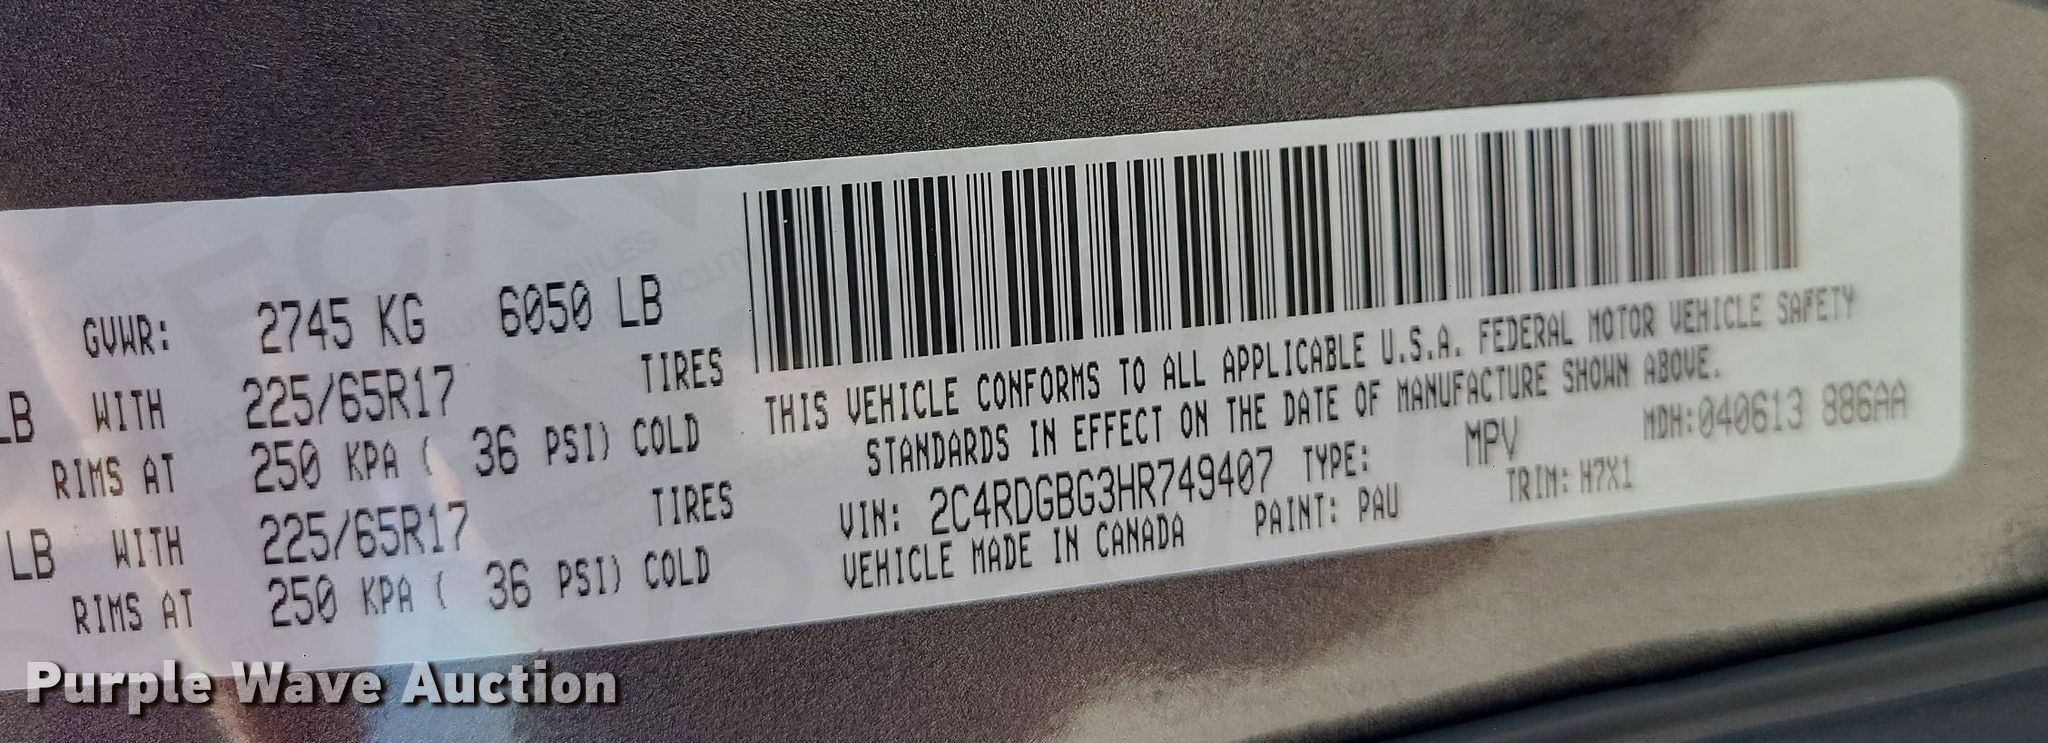 GVWR: 2745 KG 6050 LB
LB WITH 225/65R17 TIRES
RIMS AT 250 KPA ( 36 PSI) COLD
LB WITH 225/65R17 TIRES
RIMS AT 250 KPA ( 36 PSI) COLD
THIS VEHICLE CONFORMS TO ALL APPLICABLE U.S.A. FEDERAL MOTOR VEHICLE SAFETY
STANDARDS IN EFFECT ON THE DATE OF MANUFACTURE SHOWN ABOVE.
VIN: 2C4RDGBG3HR749407 TYPE: MPV MDH:040613 886AA
VEHICLE MADE IN CANADA PAINT: PAU TRIM: H7X1
Purple Wave Auction